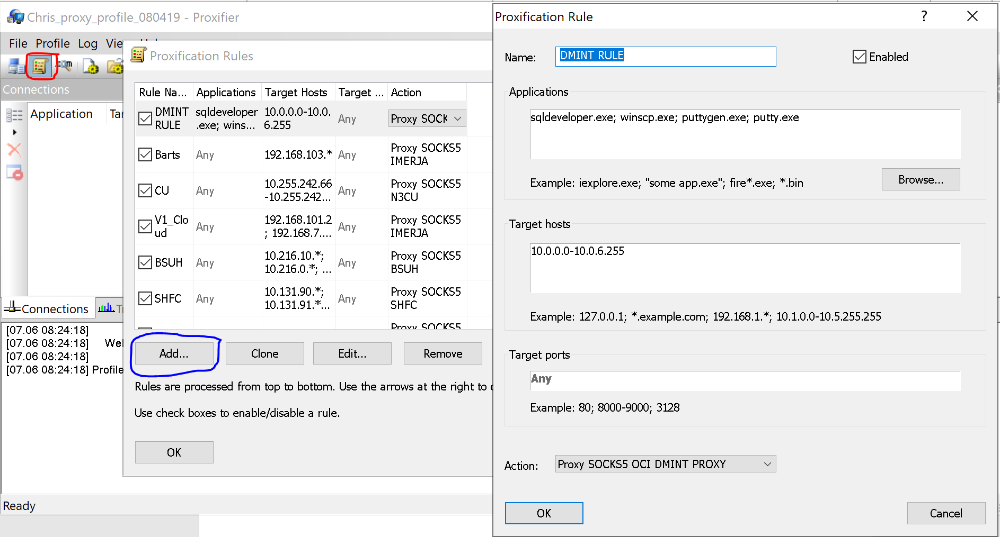 Chris_proxy_profile_080419 - Proxifier
File Profile Log
Connections
Application
Connections
[07.06 08:24:18]
[07.06 08:24:18] Wel
[07.06 08:24:18]
[07.06 08:24:18] Profile
Ready
Proxification Rules
Rule Na... Applications Target Hosts Target ... Action
DMINT RULE sqldeveloper .exe; wins... 10.0.0.0-10.0. 6.255 Any Proxy SOCK
Barts Any 192.168.103.* Any Proxy SOCKS5 IMERJA
CU Any 10.255.242.66 -10.255.242... Any Proxy SOCKS5 N3CU
V1_Clo ud Any 192.168.101.2 ; 192.168.7.... Any Proxy SOCKS5 IMERJA
BSUH Any 10.216.10.*; 10.216.0.*; ... Any Proxy SOCKS5 BSUH
SHFC Any 10.131.90.*; 10.131.91.*... Any Proxy SOCKS5 SHFC
Proxy SOCKS5
Add... Clone Edit... Remove
Rules are processed from top to bottom. Use the arrows at the right to
Use check boxes to enable/disable a rule.
OK
Proxification Rule ?
Name: DMINT RULE Enabled
Applications
sqldeveloper.exe; winscp.exe; puttygen.exe; putty.exe
Example: iexplore.exe; "some app.exe"; fire*.exe; *.bin Browse...
Target hosts
10.0.0.0-10.0.6.255
Example: 127.0.0.1; *.example.com; 192.168.1.*; 10.1.0.0-10.5.255.255
Target ports
Any
Example: 80; 8000-9000; 3128
Action: Proxy SOCKS5 OCI DMINT PROXY
OK Cancel